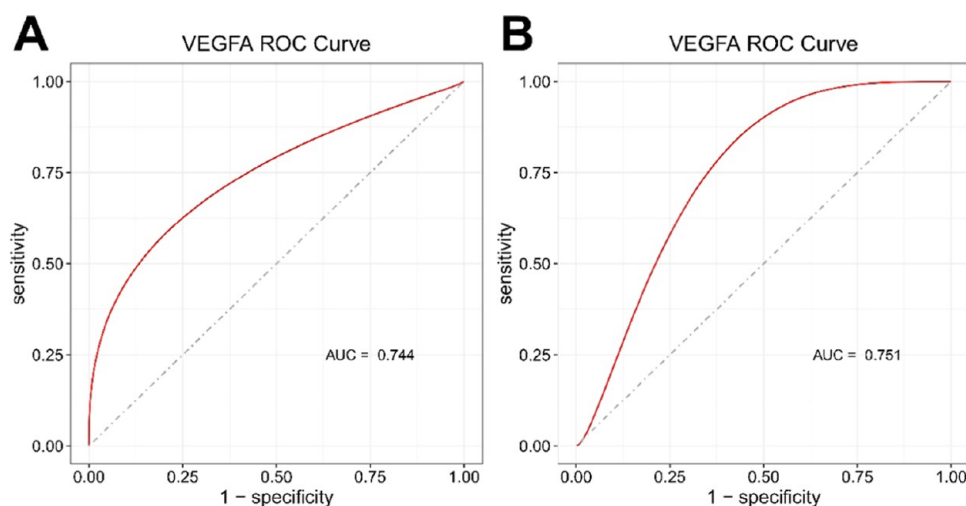 A
VEGFA ROC Curve
1.00
0.75
0.50
0.25
0.00
sensitivity
AUC = 0.744
0.00 0.25 0.50 0.75 1.00
1 − specificity
B
VEGFA ROC Curve
1.00
0.75
0.50
0.25
0.00
sensitivity
AUC = 0.751
0.00 0.25 0.50 0.75 1.00
1 − specificity